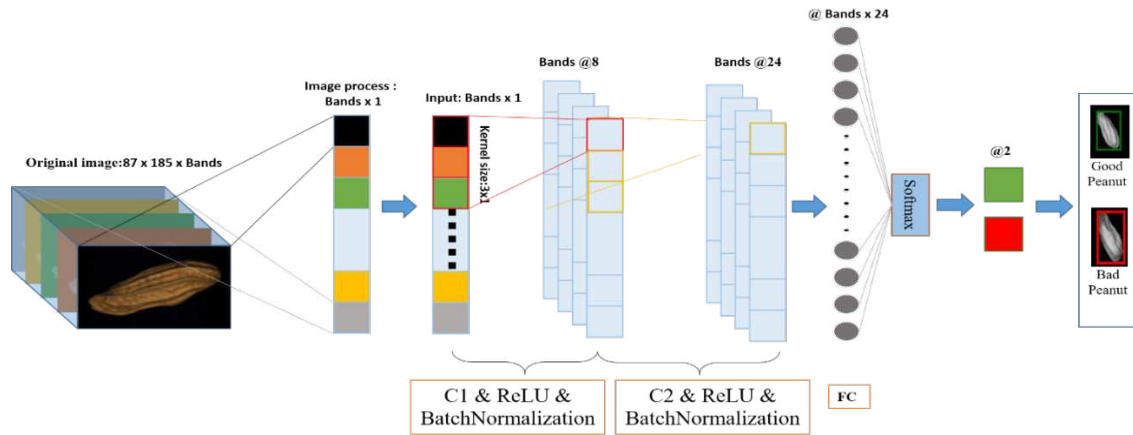 @ Bands x 24
Bands @8
Bands @24
Image process :
Bands x 1
Input: Bands x 1
Kernel size:3x1
Original image:87 x 185 x Bands
@2
Softmax
Good
Peanut
Bad
Peanut
C1 & ReLU &
BatchNormalization
C2 & ReLU &
BatchNormalization
FC